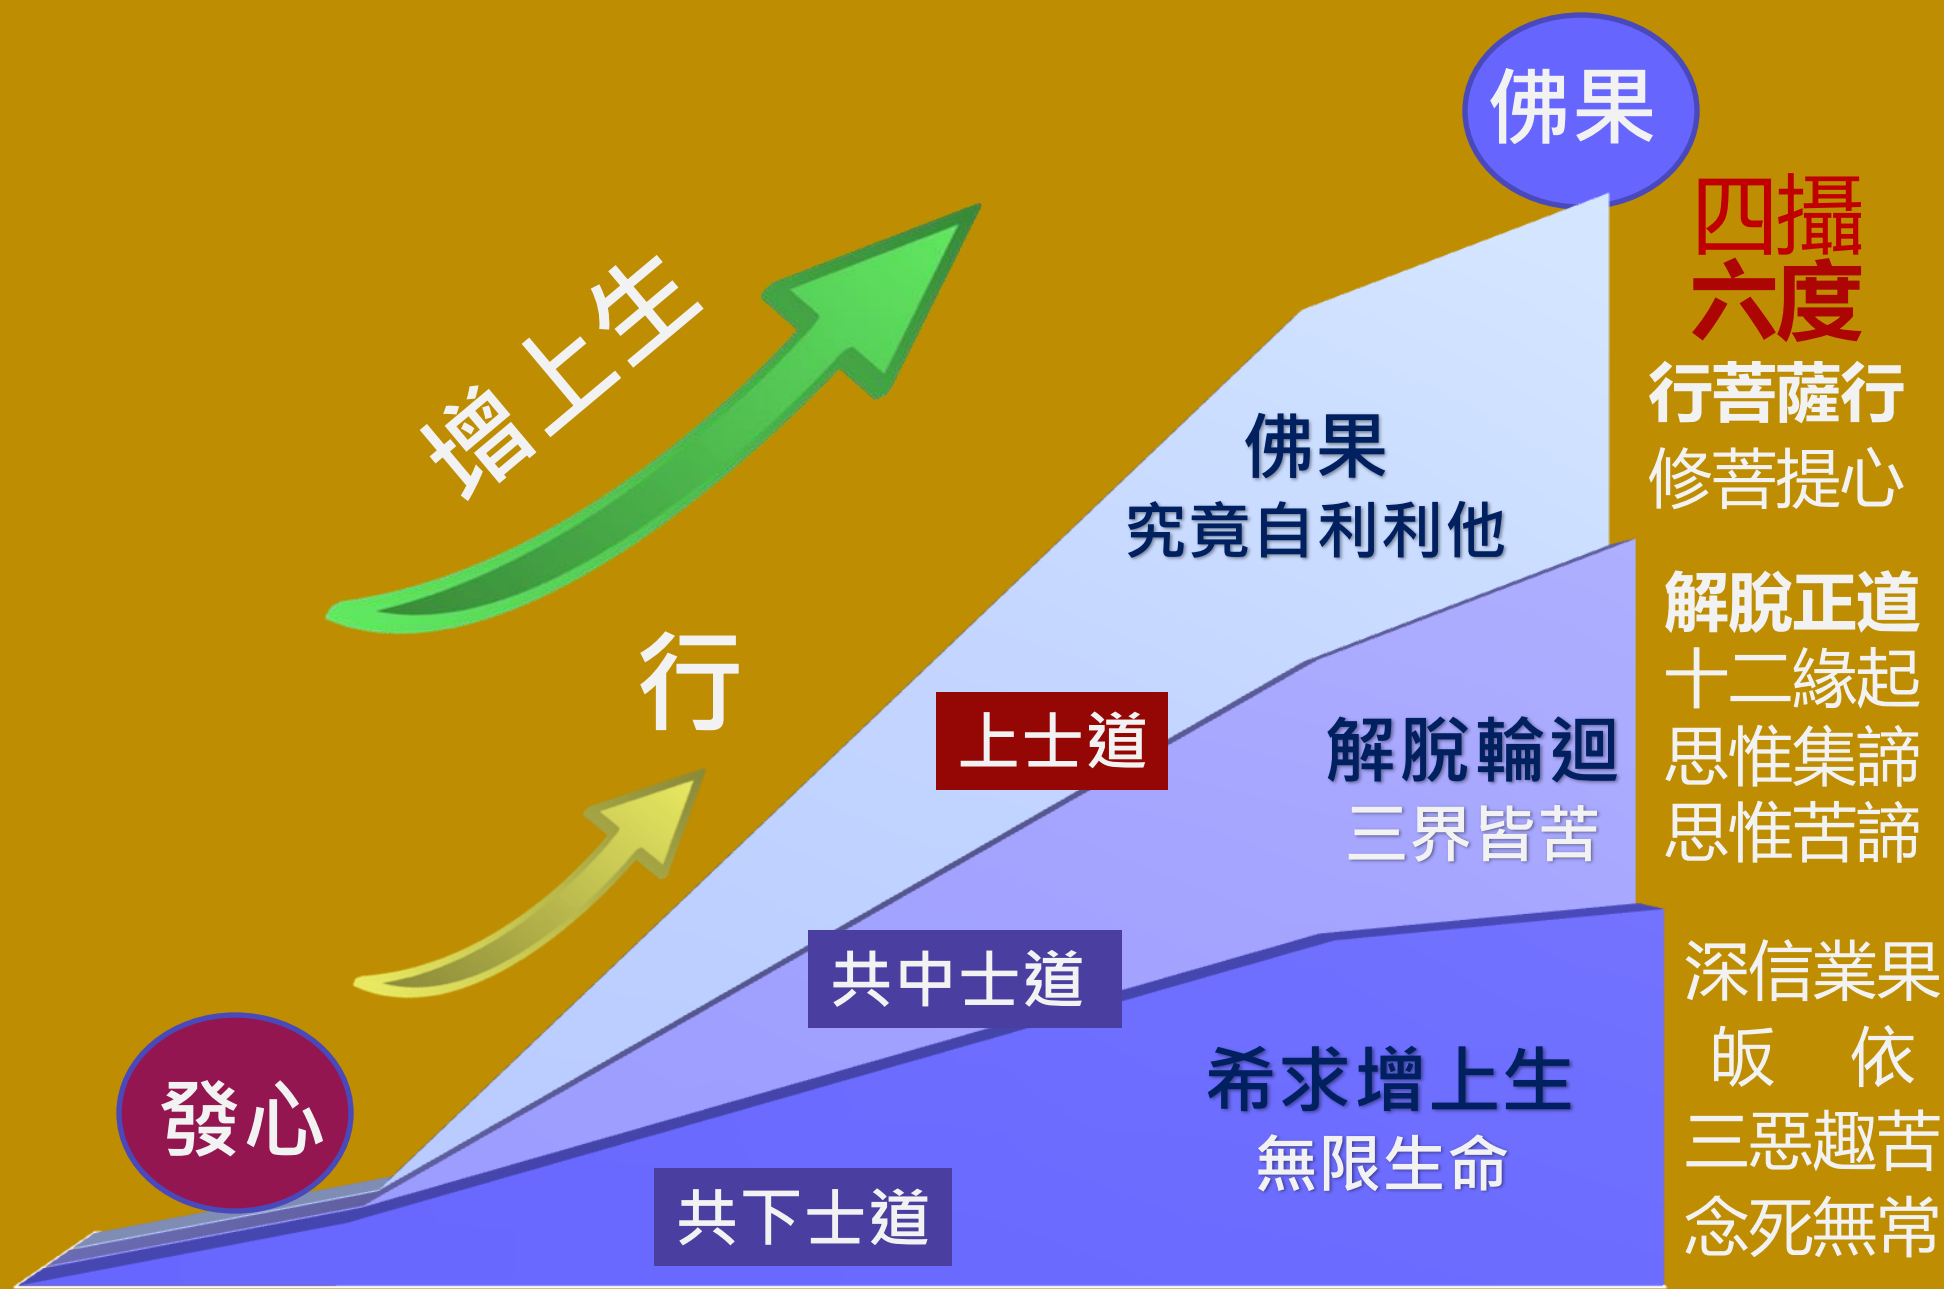 佛果
四攝
六度
行菩薩行
修菩提心
增上生
行
佛果
究竟自利利他
上士道
解脫正道
十二緣起
思惟集諦
思惟苦諦
解脫輪迴
三界皆苦
共中士道
深信業果
皈 依
三惡趣苦
念死無常
發心
希求增上生
無限生命
共下士道